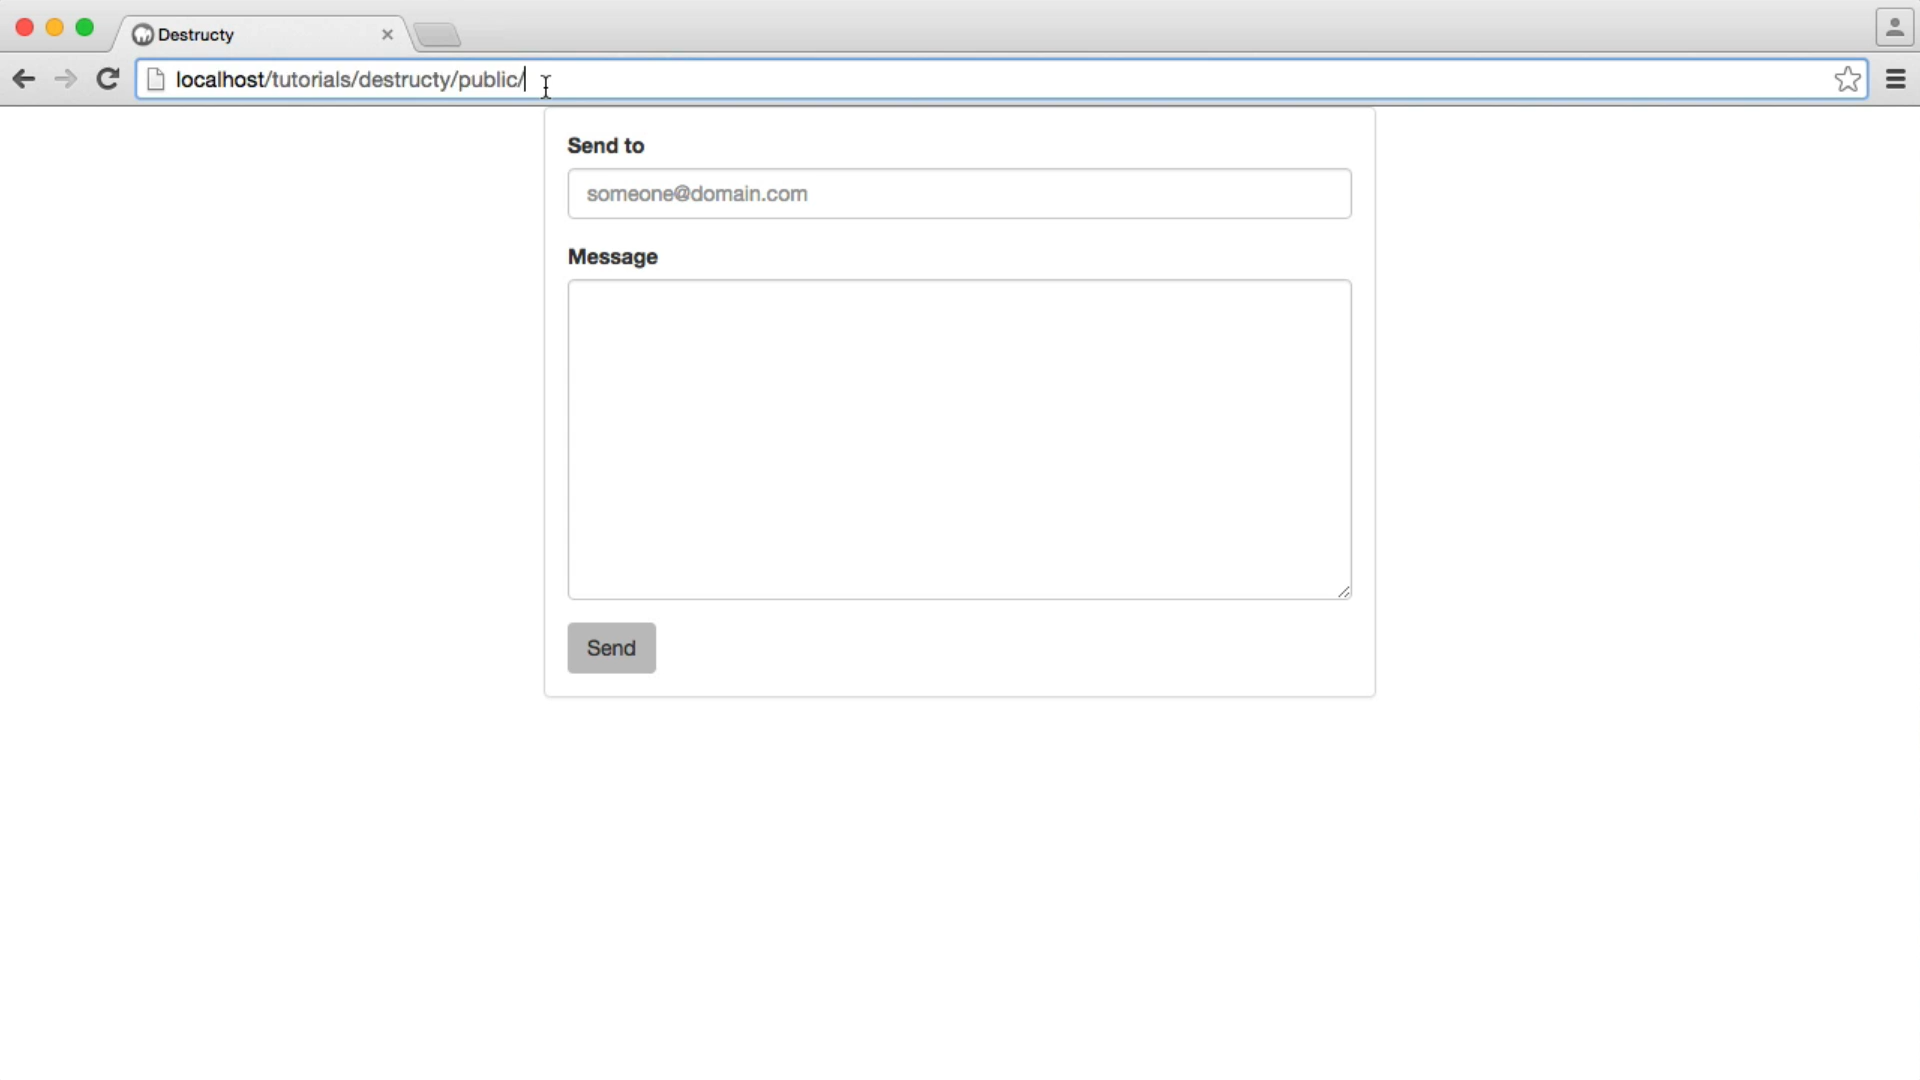 Destructy
localhost/tutorials/destructy/public/
Send to
someone@domain.com
Message
Send